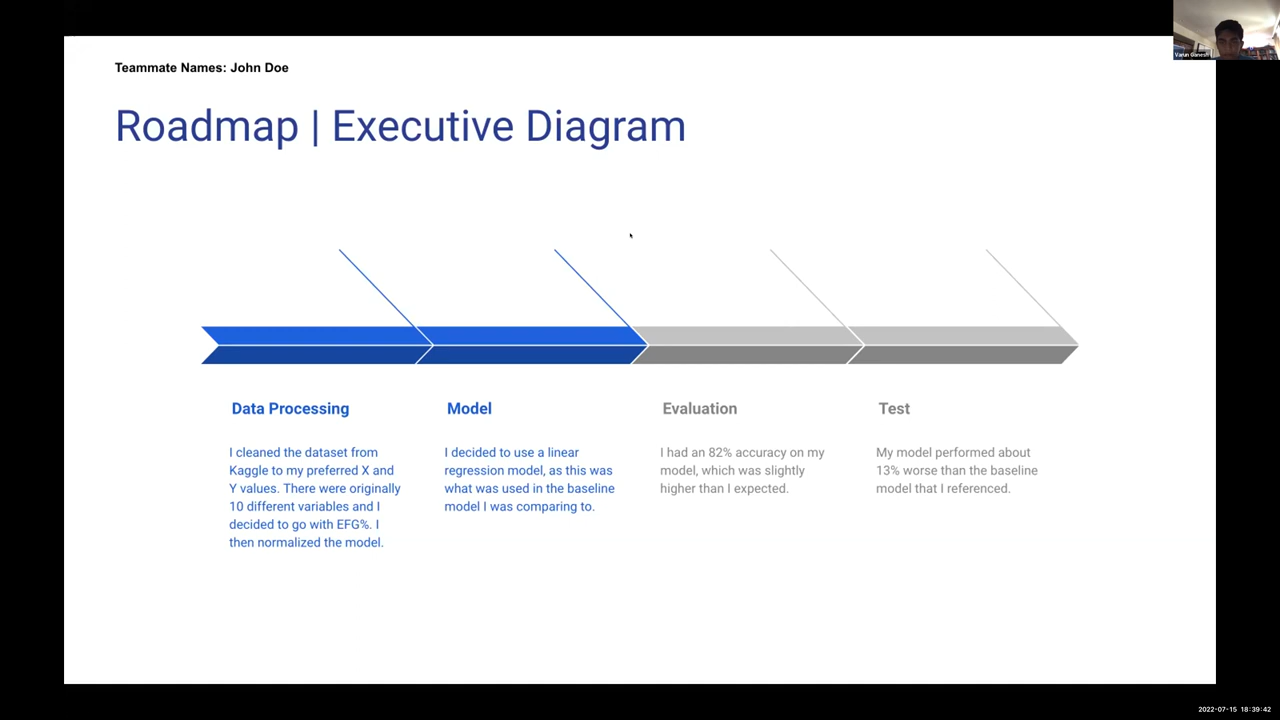 Varun Ganesh
Teammate Names: John Doe
Roadmap | Executive Diagram
Data Processing
I cleaned the dataset from
Kaggle to my preferred X and
Y values. There were originally
10 different variables and I
decided to go with EFG%. I
then normalized the model.
Model
I decided to use a linear
regression model, as this was
what was used in the baseline
model I was comparing to.
Evaluation
I had an 82% accuracy on my
model, which was slightly
higher than I expected.
Test
My model performed about
13% worse than the baseline
model that I referenced.
2022-07-15 18:39:42